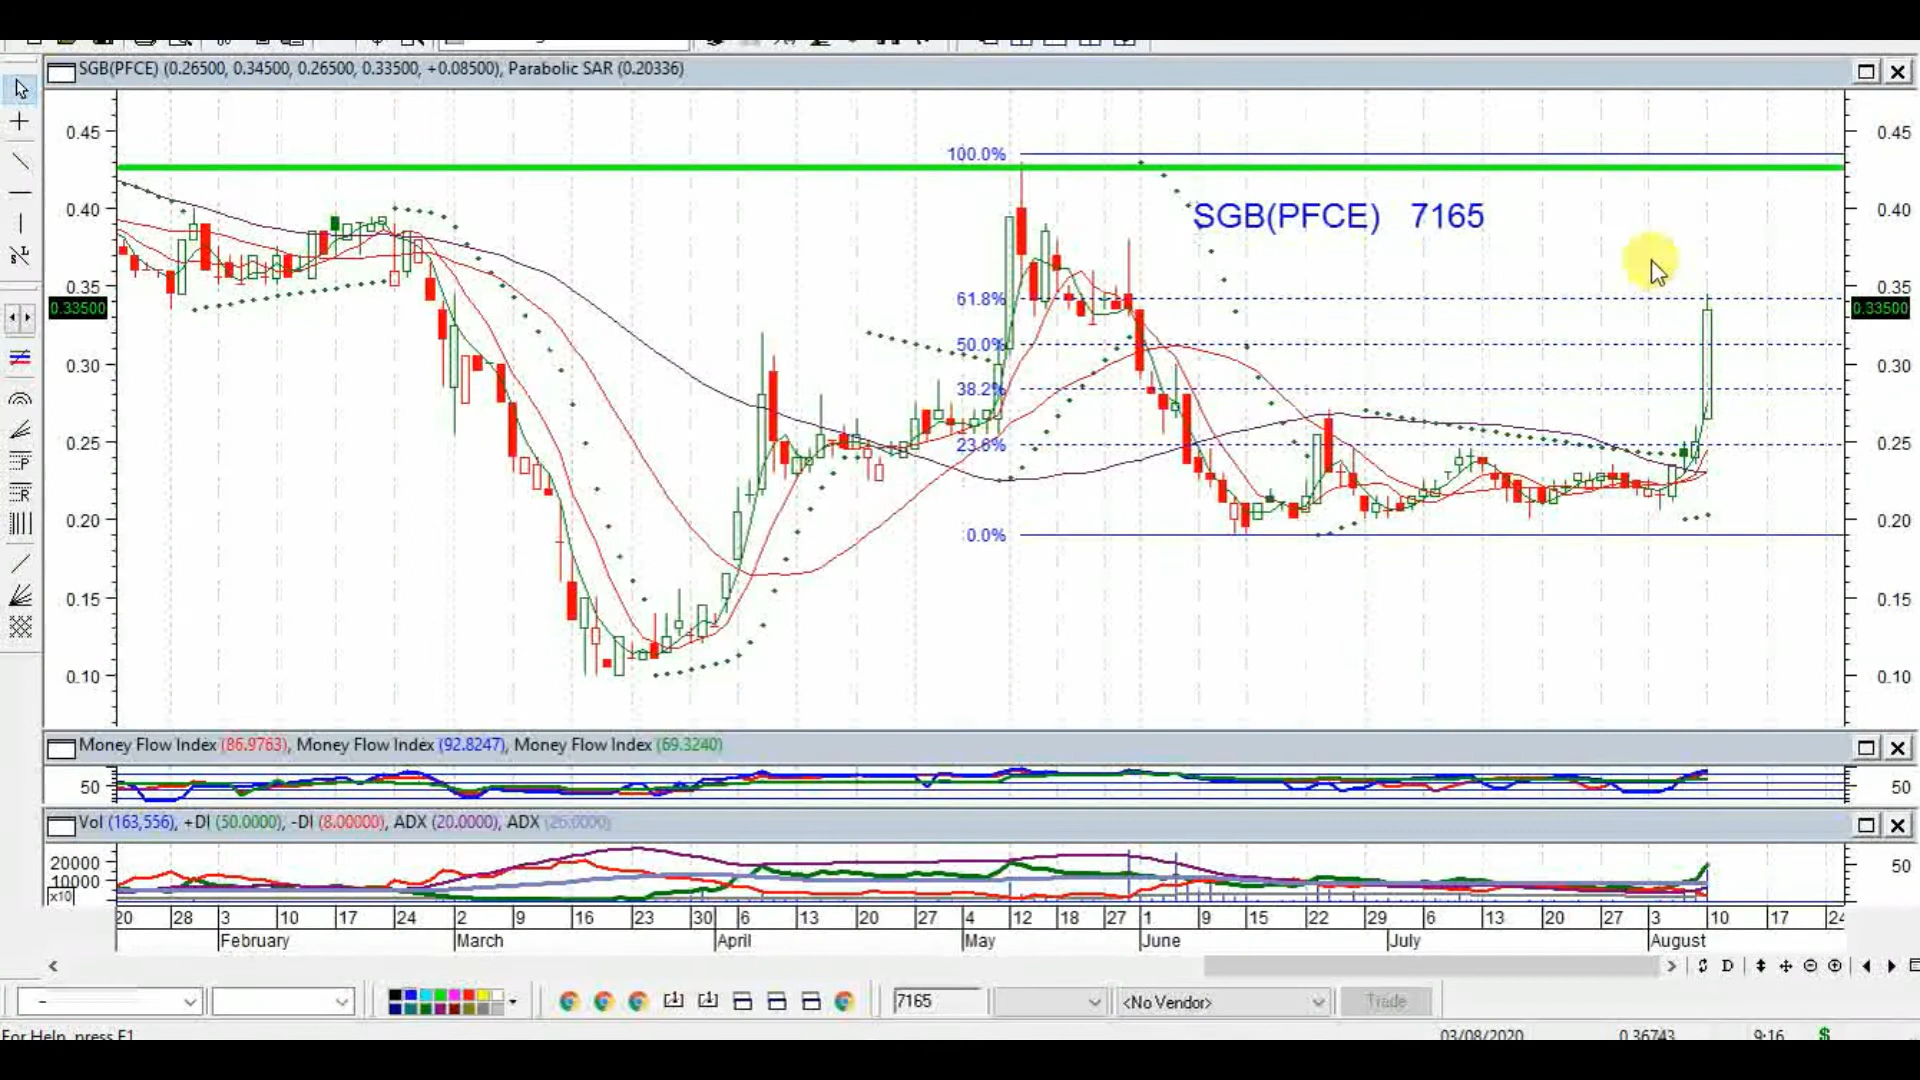 SGB(PFCE) (0.26500, 0.34500, 0.26500, 0.33500, +0.08500), Parabolic SAR (0.20336)
0.45 0.45
100.0%
0.40 SGB(PFCE) 7165 0.40
0.35 61.8% 0.35
0.33500 0.33500
50.0%
0.30 0.30
38.2%
0.25 23.6% 0.25
0.20 0.20
0.0%
0.15 0.15
0.10 0.10
Money Flow Index (86.9763), Money Flow Index (92.8247), Money Flow Index (69.3240)
50 50
Vol (163,556), +DI (50.0000), -DI (8.00000), ADX (20.0000), ADX (26.0000)
20000 50
10000
x10
20 28 3 10 17 24 2 9 16 23 30 6 13 20 27 4 12 18 27 1 9 15 22 29 6 13 20 27 3 10 17 24
February March April May June July August
D
7165 <No Vendor> Trade
For Help, press F1 03/08/2020 0.36743 9:16 $